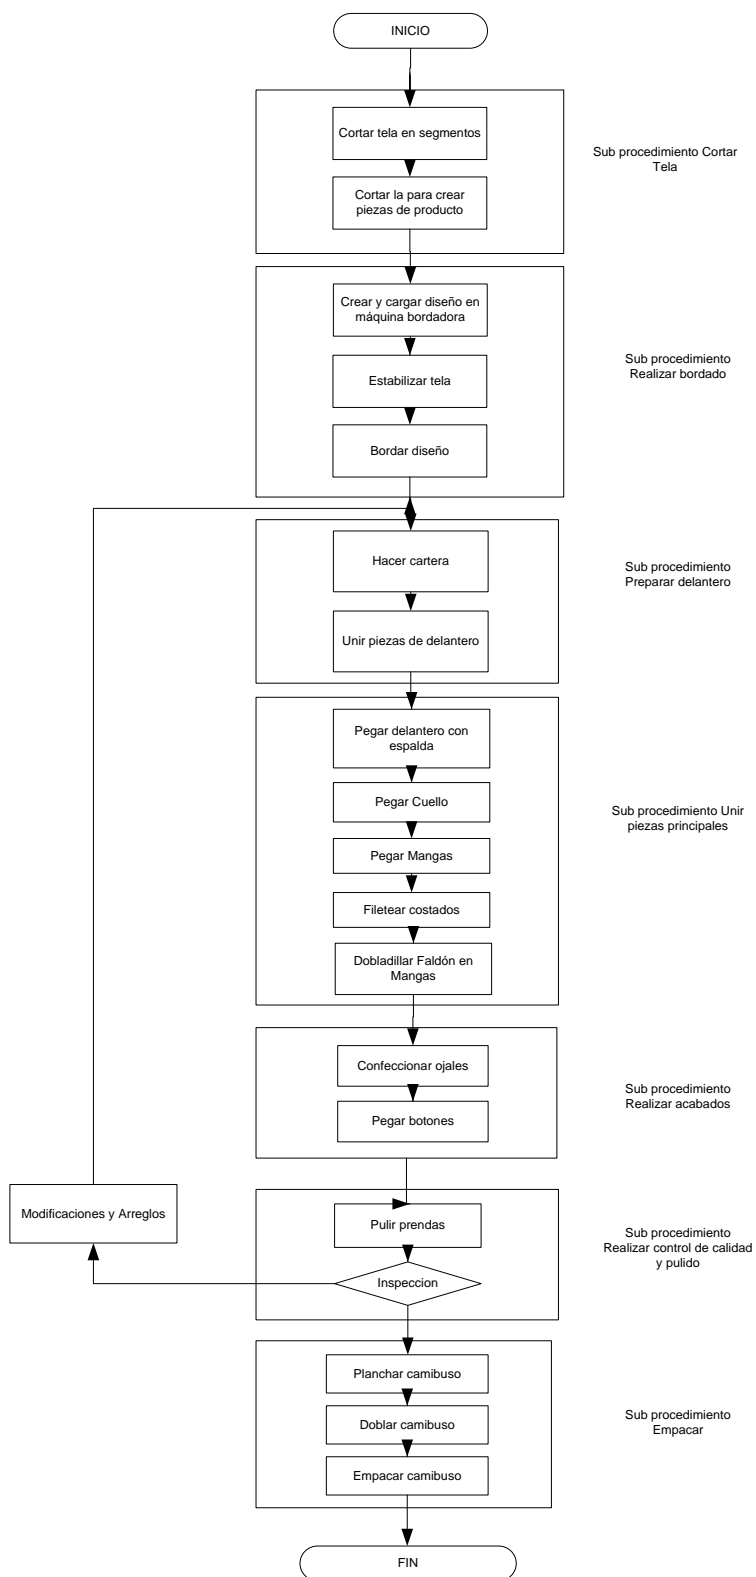 INICIO
Cortar tela en segmentos
Sub procedimiento Cortar
Tela
Cortar la para crear
piezas de producto
Crear y cargar diseño en
máquina bordadora
Estabilizar tela
Sub procedimiento
Realizar bordado
Bordar diseño
Hacer cartera
Sub procedimiento
Preparar delantero
Unir piezas de delantero
Pegar delantero con
espalda
Pegar Cuello
Sub procedimiento Unir
piezas principales
Pegar Mangas
Filetear costados
Dobladillar Faldón en
Mangas
Confeccionar ojales
Sub procedimiento
Realizar acabados
Pegar botones
Modificaciones y Arreglos
Pulir prendas
Sub procedimiento
Realizar control de calidad
y pulido
Inspeccion
Planchar camibuso
Doblar camibuso
Sub procedimiento
Empacar
Empacar camibuso
FIN